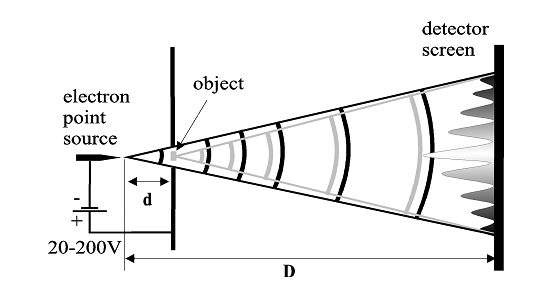 detector
screen
object
electron
point
source
d
-
+
20-200V
D